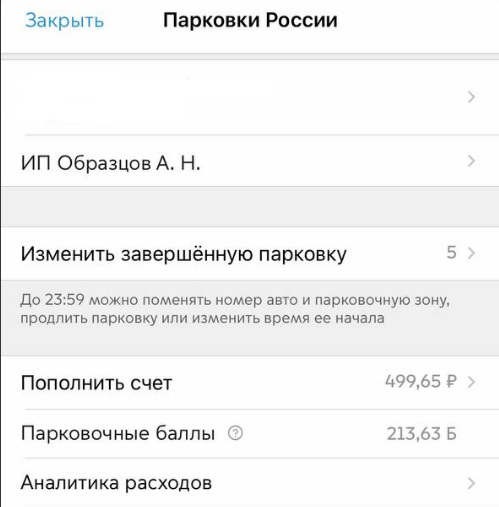 Закрыть Парковки России
ИП Образцов А. Н.
Изменить завершённую парковку 5
До 23:59 можно поменять номер авто и парковочную зону,
продлить парковку или изменить время ее начала
Пополнить счет 499,65 ₽
Парковочные баллы ? 213,63 Б
Аналитика расходов